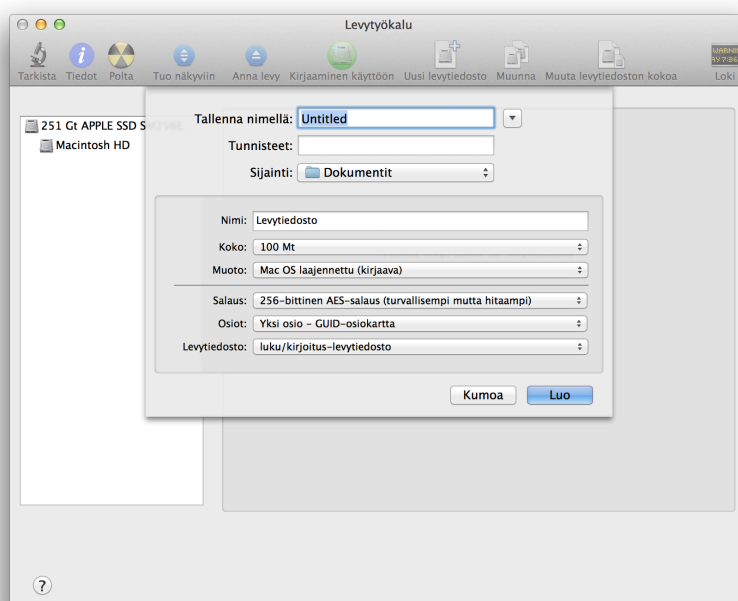 Levytyökalu
Tarkista Tiedot Polta Tuo näkyviin Anna levy Kirjaaminen käyttöön Uusi levytiedosto Muunna Muuta levytiedoston kokoa Loki
251 Gt APPLE SSD
Macintosh HD
Tallenna nimellä: Untitled
Tunnisteet:
Sijainti: Dokumentit
Nimi: Levytiedosto
Koko: 100 Mt
Muoto: Mac OS laajennettu (kirjaava)
Salaus: 256-bittinen AES-salaus (turvallisempi mutta hitaampi)
Osiot: Yksi osio – GUID-osiokartta
Levytiedosto: luku/kirjoitus-levytiedosto
Kumoa Luo
?